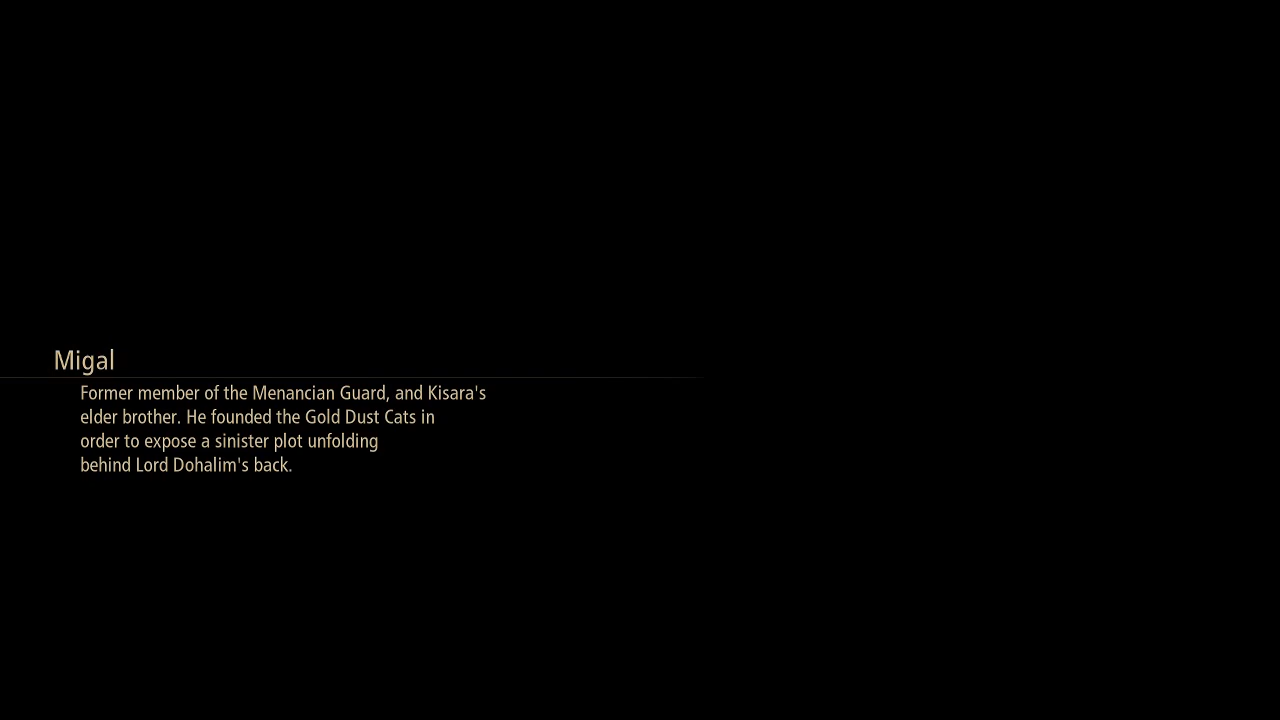 Migal
Former member of the Menancian Guard, and Kisara's
elder brother. He founded the Gold Dust Cats in
order to expose a sinister plot unfolding
behind Lord Dohalim's back.